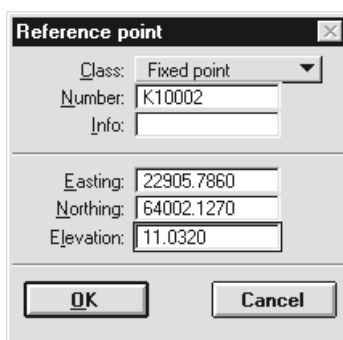 Reference point
Class: Fixed point
Number: K10002
Info:
Easting: 22905.7860
Northing: 64002.1270
Elevation: 11.0320
OK Cancel